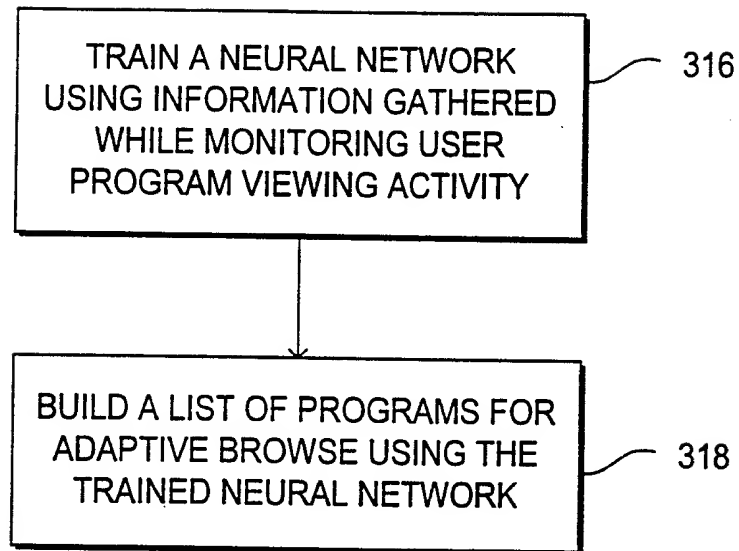 TRAIN A NEURAL NETWORK
USING INFORMATION GATHERED
WHILE MONITORING USER
PROGRAM VIEWING ACTIVITY
316
BUILD A LIST OF PROGRAMS FOR
ADAPTIVE BROWSE USING THE
TRAINED NEURAL NETWORK
318